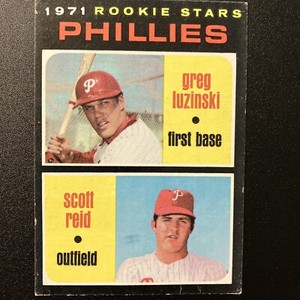 1971 ROOKIE STARS
PHILLIES
greg
luzinski
• first base
scott
reid
• outfield
P
P
P